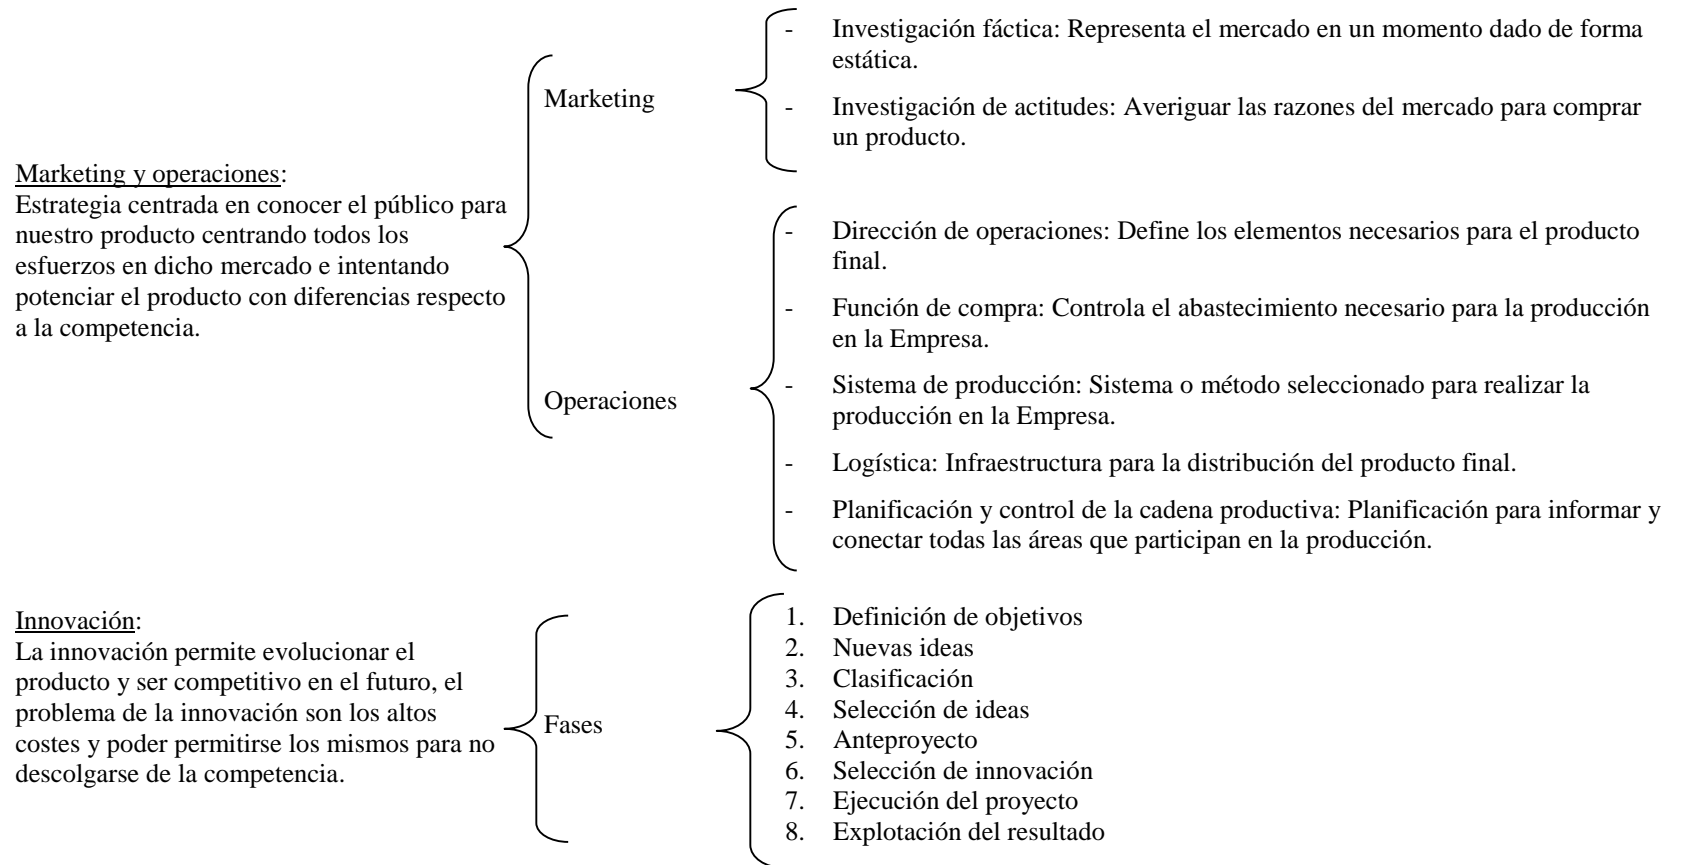 Marketing y operaciones:
Estrategia centrada en conocer el público para
nuestro producto centrando todos los
esfuerzos en dicho mercado e intentando
potenciar el producto con diferencias respecto
a la competencia.
Marketing
- Investigación fáctica: Representa el mercado en un momento dado de forma
estática.
- Investigación de actitudes: Averiguar las razones del mercado para comprar
un producto.
Operaciones
- Dirección de operaciones: Define los elementos necesarios para el producto
final.
- Función de compra: Controla el abastecimiento necesario para la producción
en la Empresa.
- Sistema de producción: Sistema o método seleccionado para realizar la
producción en la Empresa.
- Logística: Infraestructura para la distribución del producto final.
- Planificación y control de la cadena productiva: Planificación para informar y
conectar todas las áreas que participan en la producción.
Innovación:
La innovación permite evolucionar el
producto y ser competitivo en el futuro, el
problema de la innovación son los altos
costes y poder permitirse los mismos para no
descolgarse de la competencia.
Fases
1. Definición de objetivos
2. Nuevas ideas
3. Clasificación
4. Selección de ideas
5. Anteproyecto
6. Selección de innovación
7. Ejecución del proyecto
8. Explotación del resultado